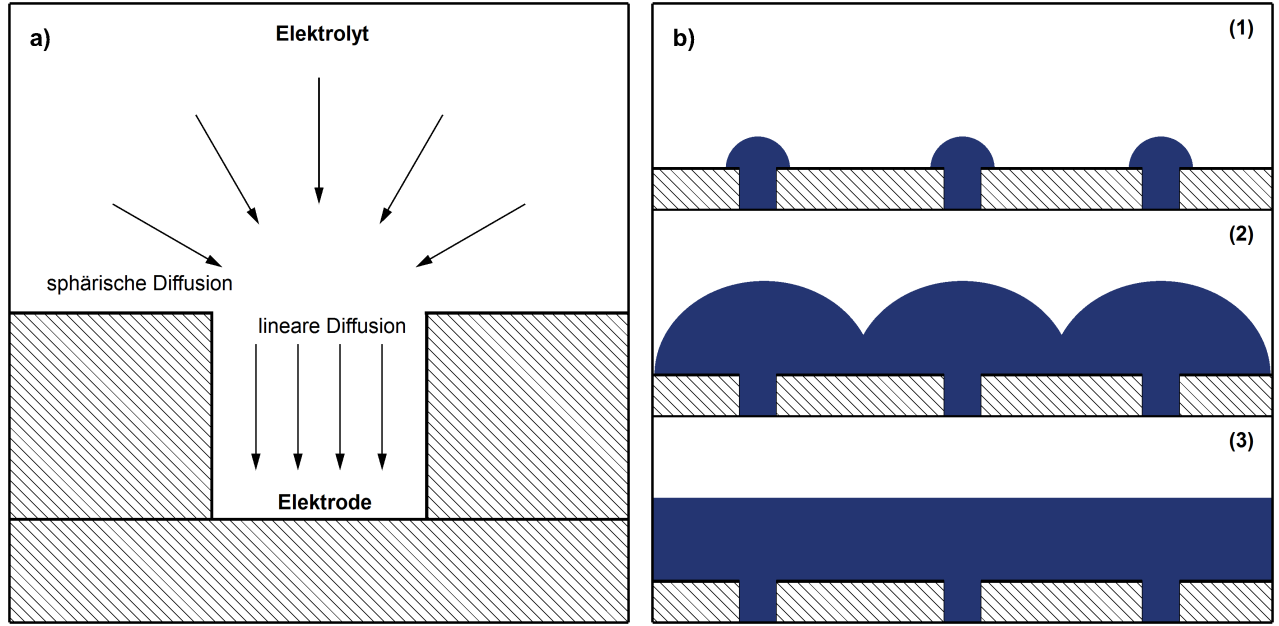 a)
Elektrolyt
sphärische Diffusion
lineare Diffusion
Elektrode
b)
(1)
(2)
(3)